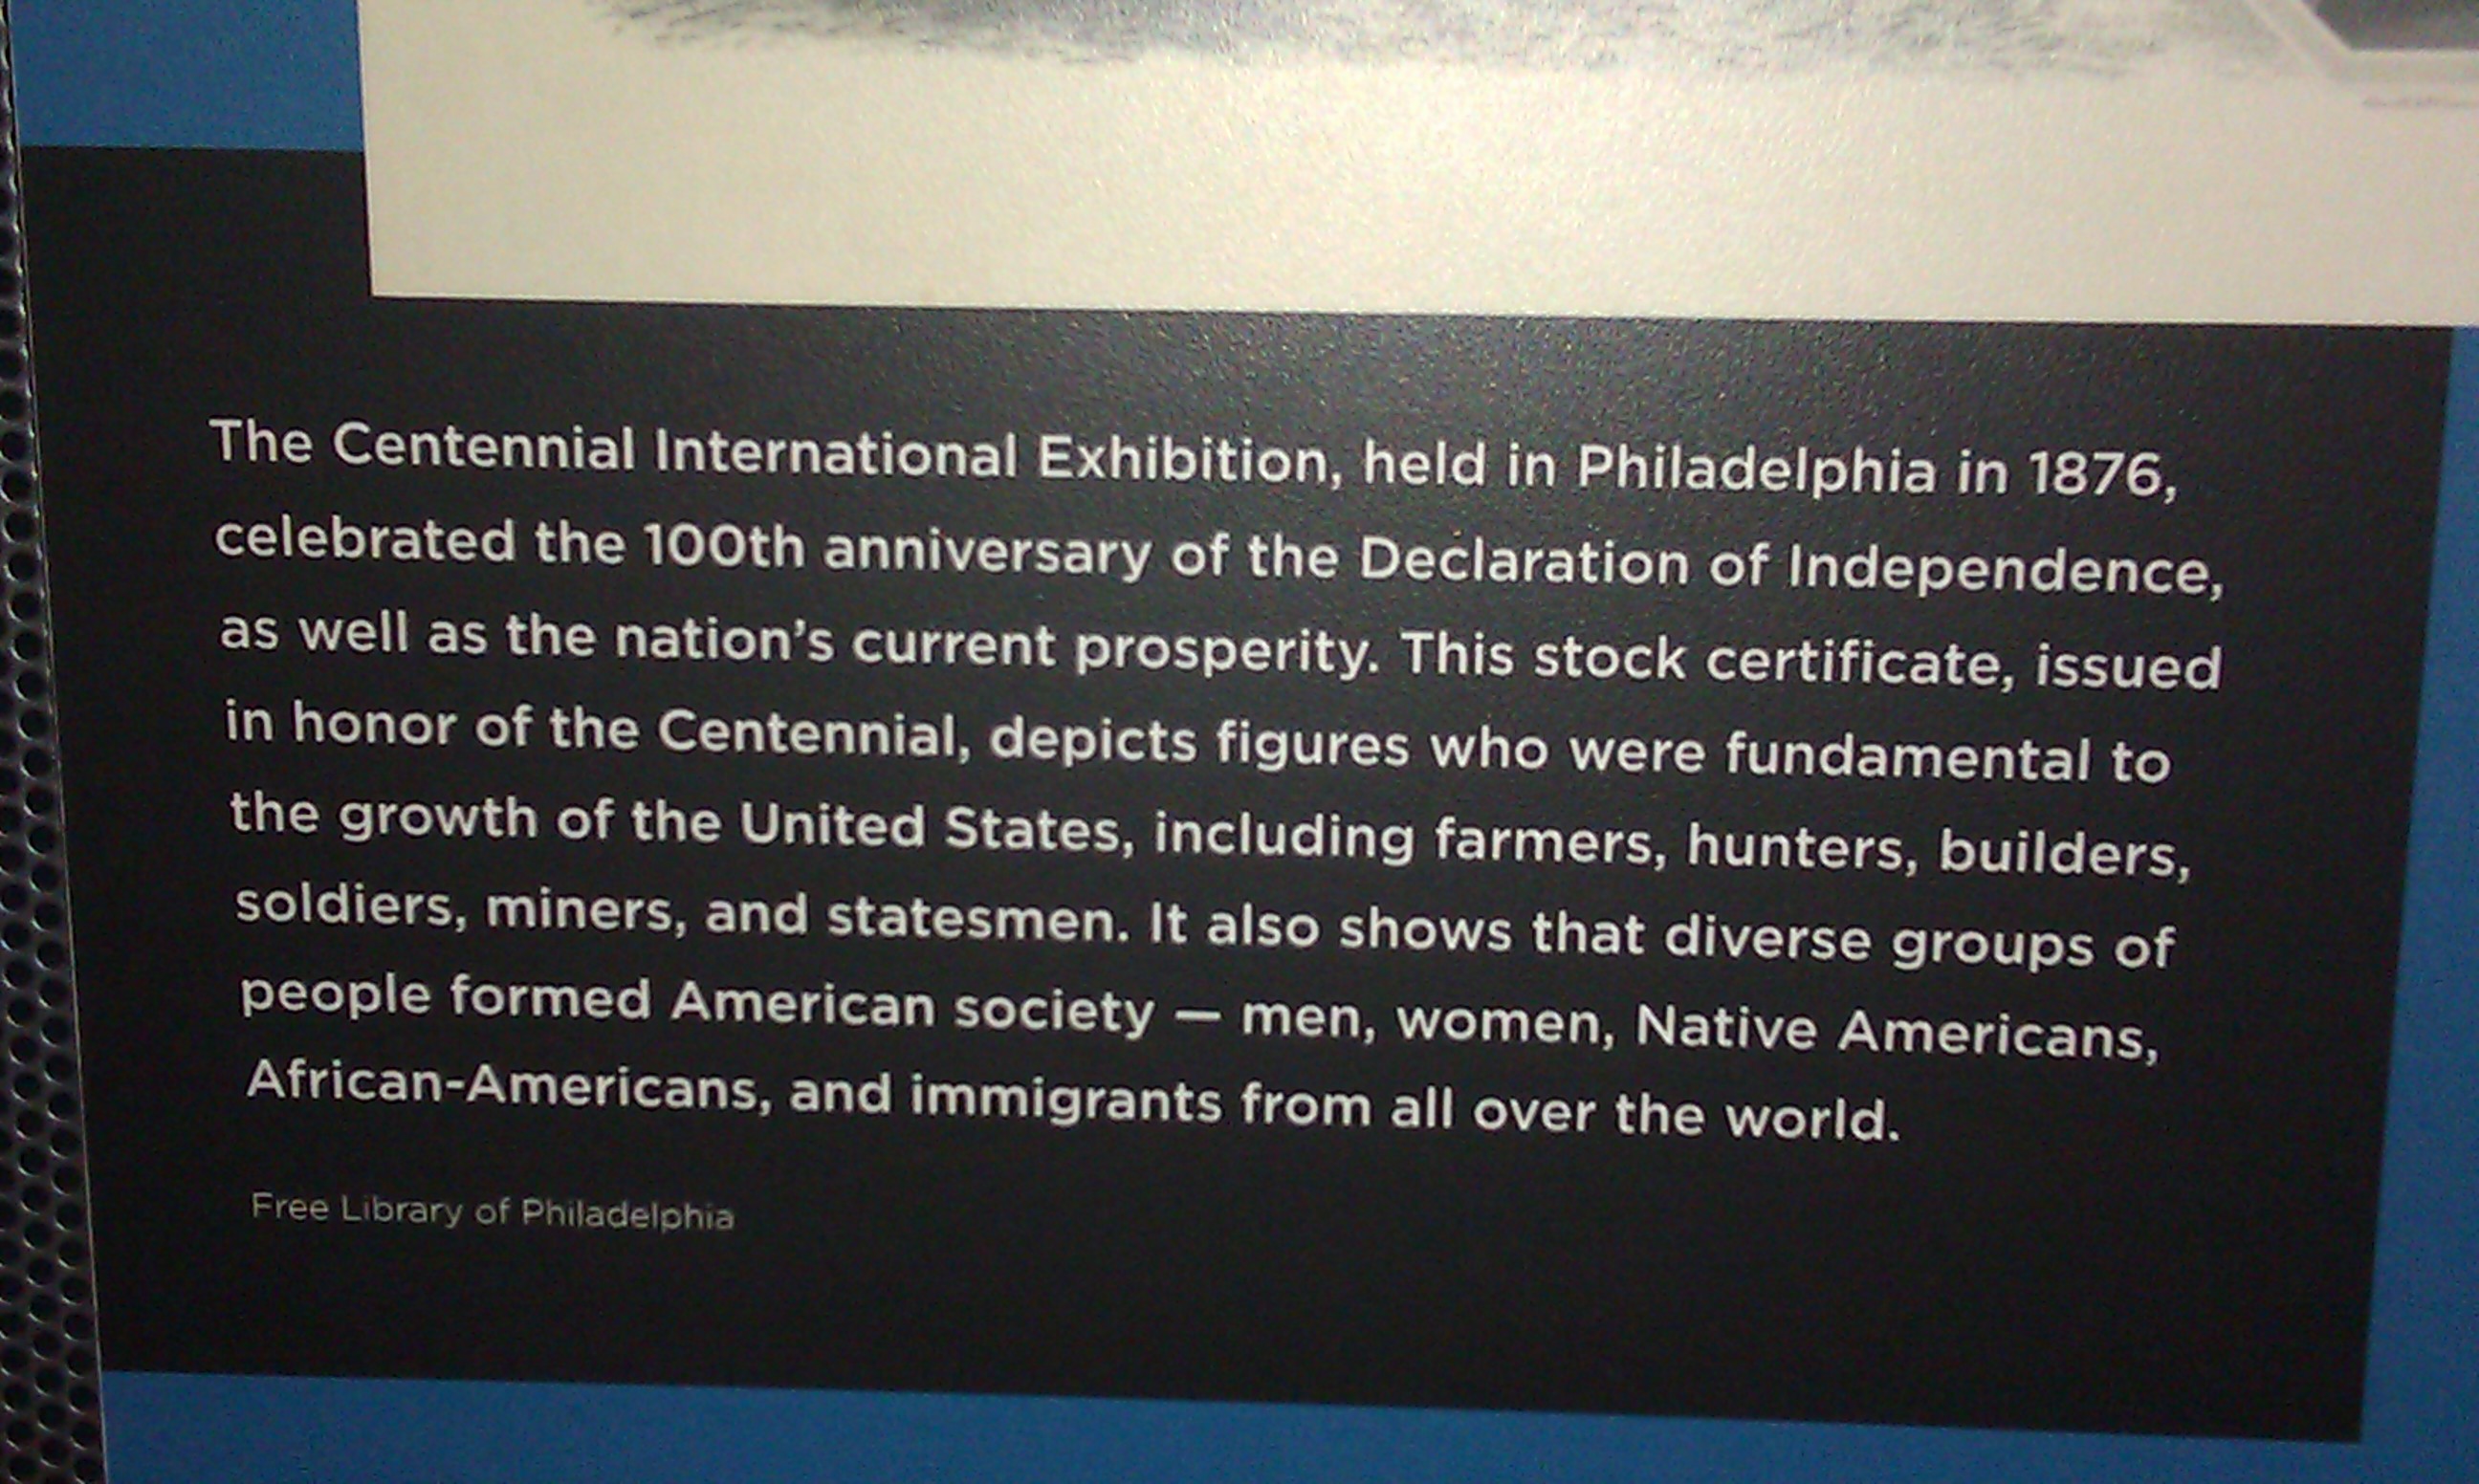 The Centennial International Exhibition, held in Philadelphia in 1876,
celebrated the 100th anniversary of the Declaration of Independence,
as well as the nation’s current prosperity. This stock certificate, issued
in honor of the Centennial, depicts figures who were fundamental to
the growth of the United States, including farmers, hunters, builders,
soldiers, miners, and statesmen. It also shows that diverse groups of
people formed American society — men, women, Native Americans,
African-Americans, and immigrants from all over the world.
Free Library of Philadelphia